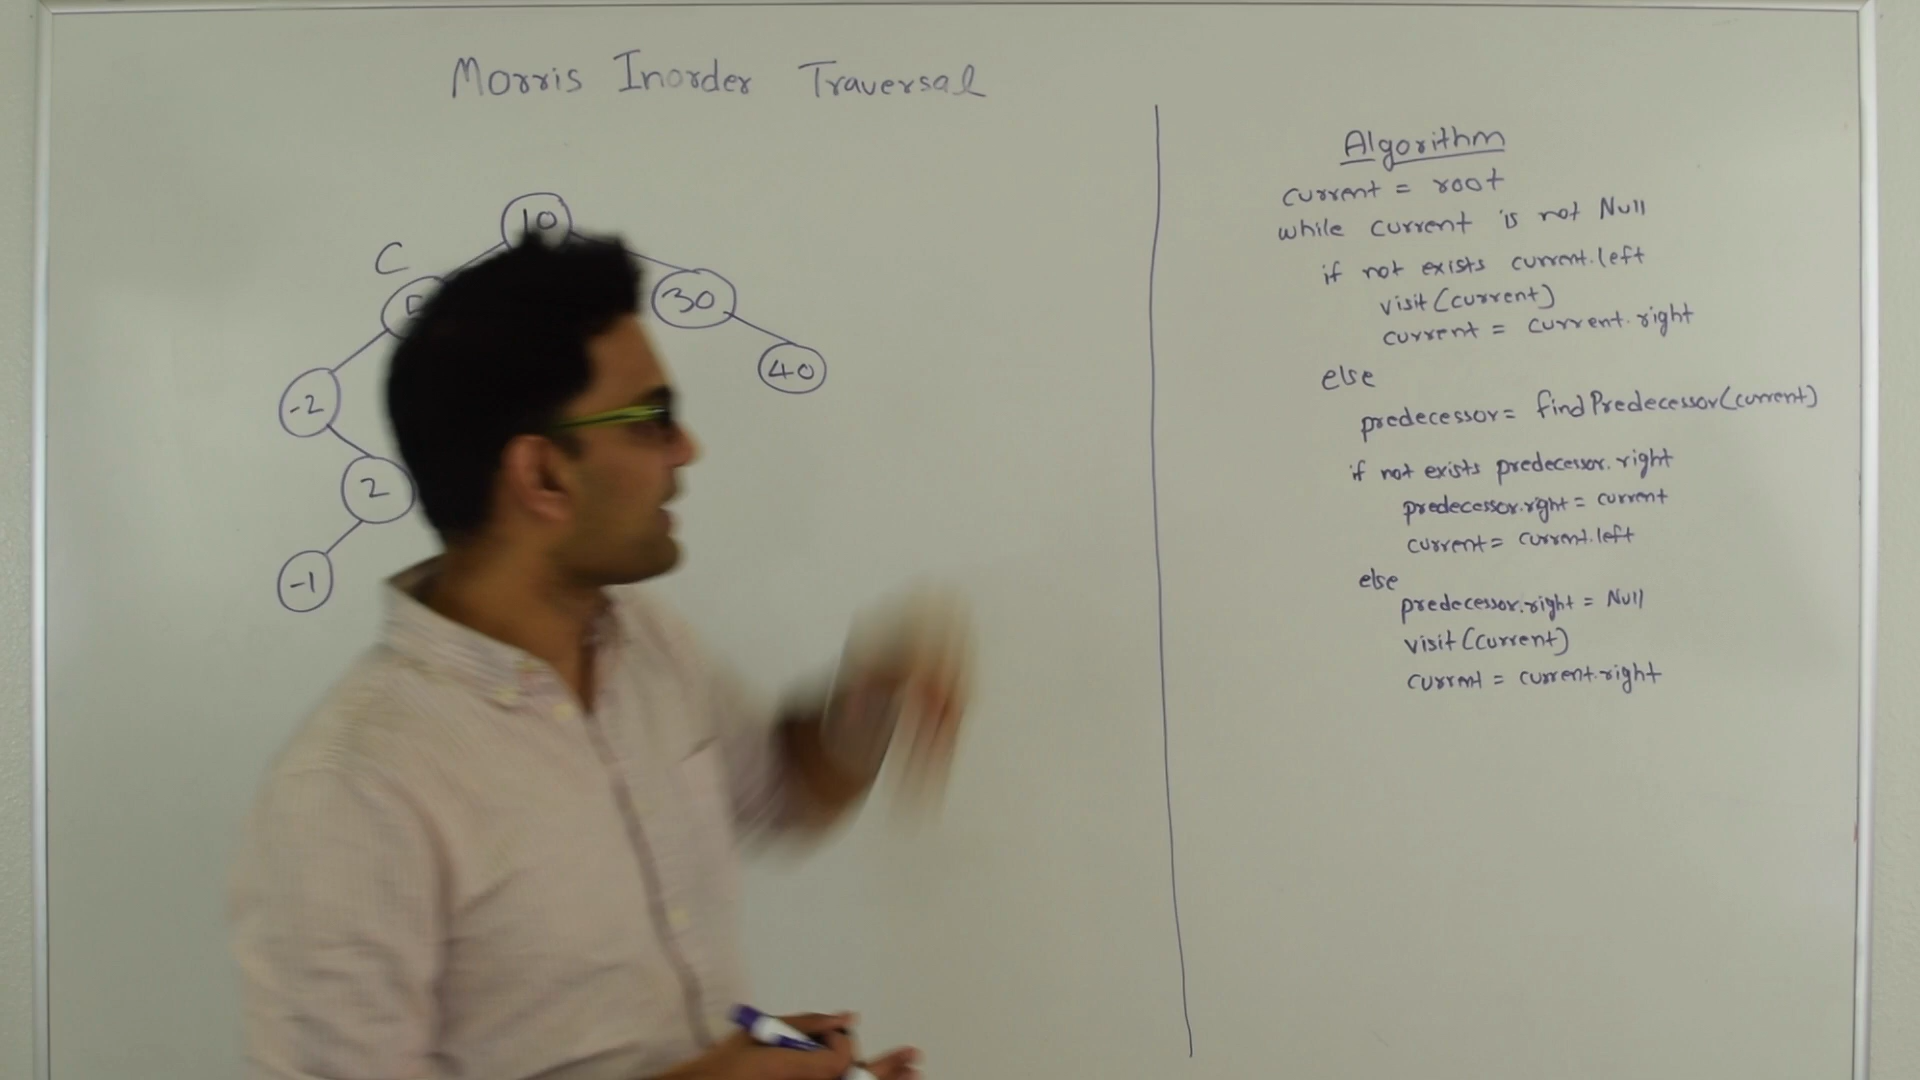 Morris Inorder Traversal
10
C
30
40
-2
2
-1
Algorithm
current = root
while current is not Null
if not exists current.left
visit(current)
current = current.right
else
predecessor = findPredecessor(current)
if not exists predecessor.right
predecessor.right = current
current = current.left
else
predecessor.right = Null
visit(current)
current = current.right